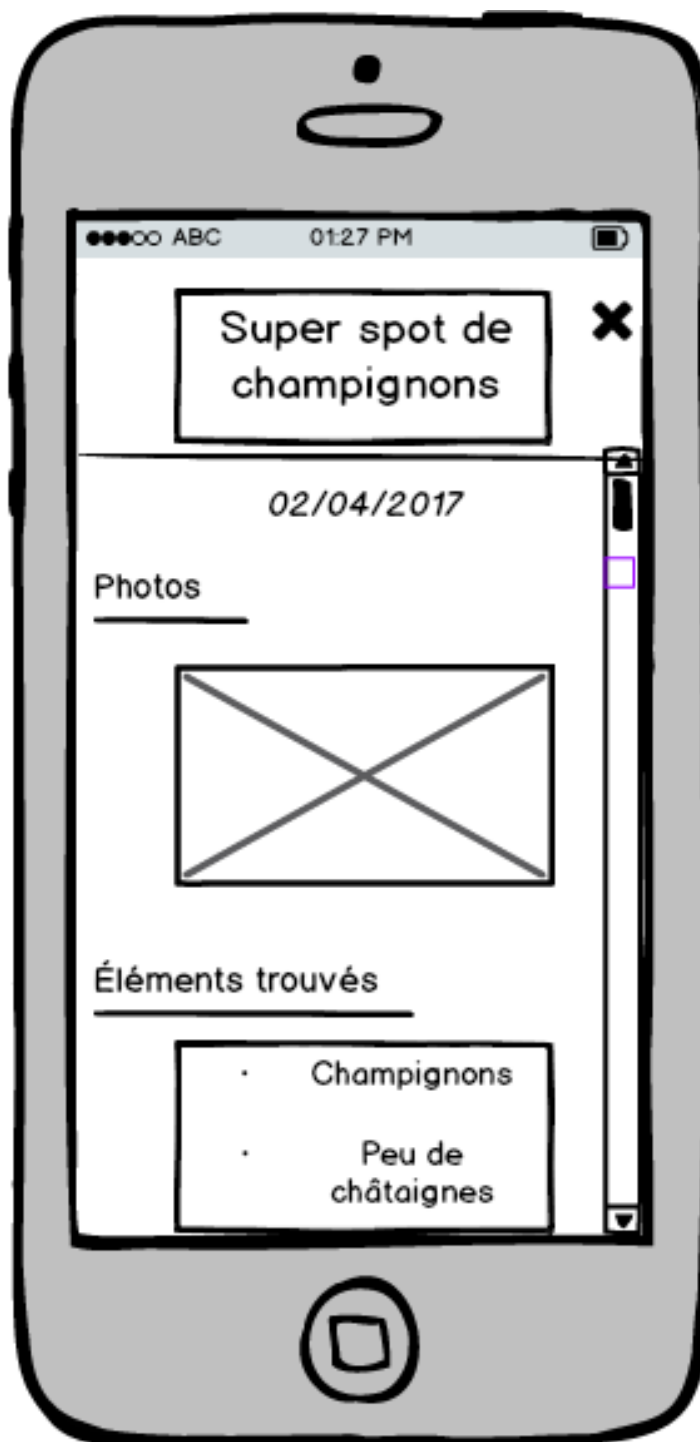 ABC 01:27 PM
Super spot de
champignons
02/04/2017
Photos
Éléments trouvés
· Champignons
· Peu de
châtaignes